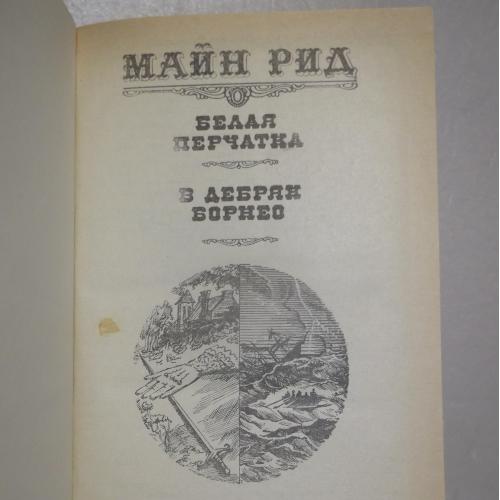 МАЙН РИД
БЕЛАЯ
ПЕРЧАТКА
В ДЕБРЯХ
БОРНЕО